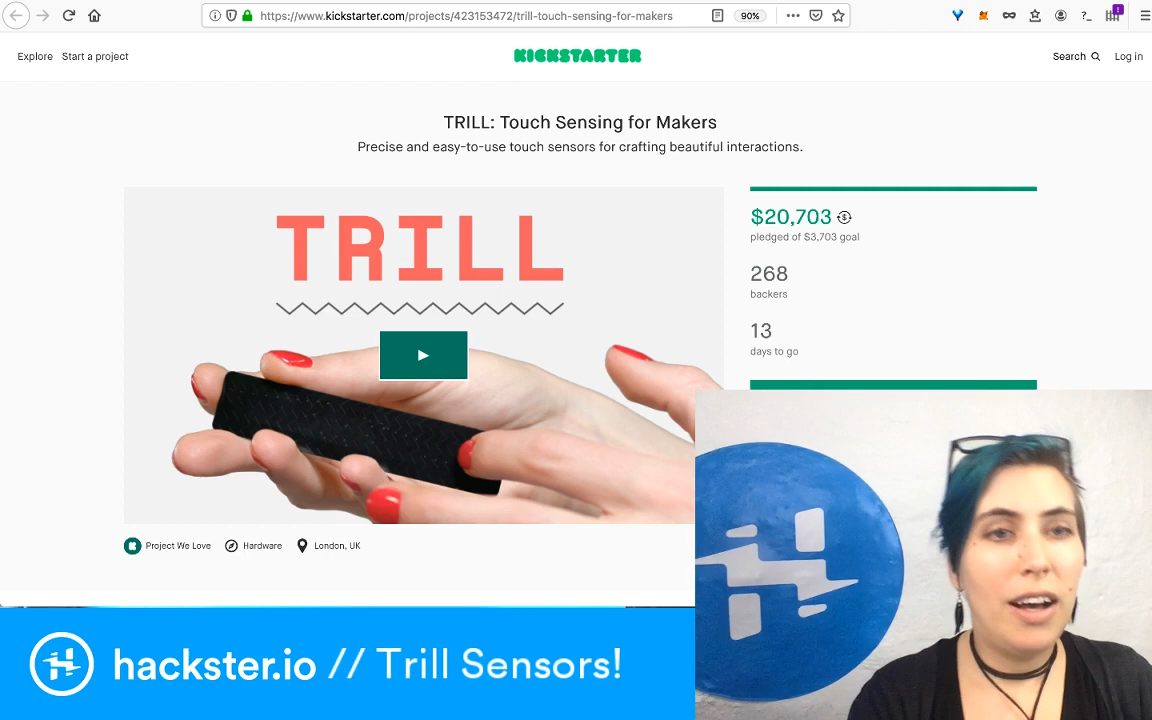 https://www.kickstarter.com/projects/423153472/trill-touch-sensing-for-makers
90%
Explore
Start a project
KICKSTARTER
Search
Log in
TRILL: Touch Sensing for Makers
Precise and easy-to-use touch sensors for crafting beautiful interactions.
TRILL
$20,703
pledged of $3,703 goal
268
backers
13
days to go
Project We Love
Hardware
London, UK
hackster.io // Trill Sensors!